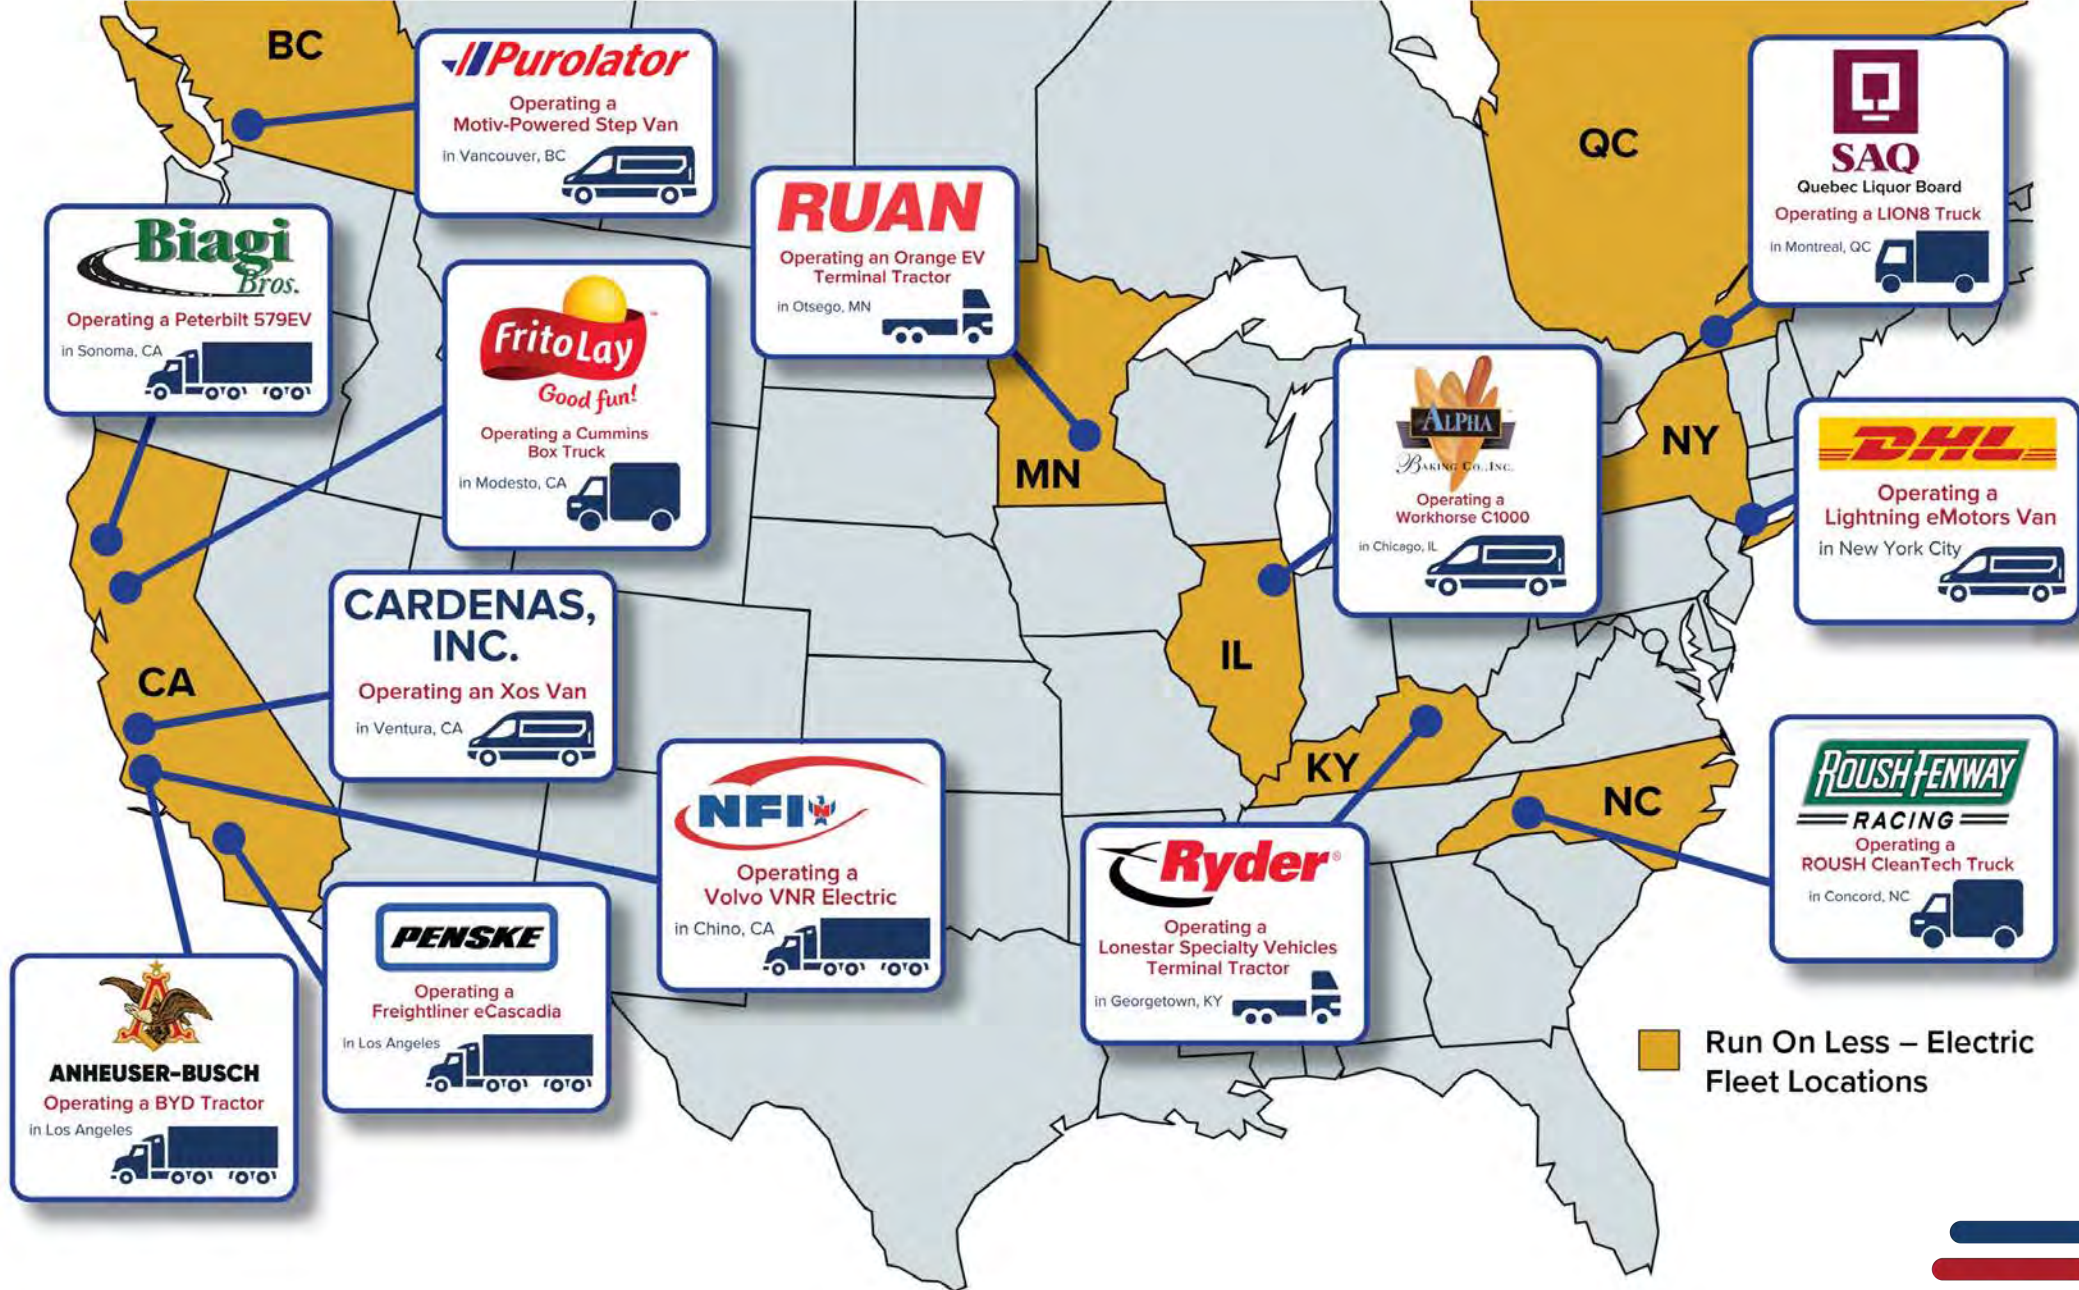 BC
Purolator
Operating a
Motiv-Powered Step Van
in Vancouver, BC
QC
SAQ
Quebec Liquor Board
Operating a LION8 Truck
in Montreal, QC
RUAN
Operating an Orange EV
Terminal Tractor
in Otsego, MN
Biagi
Bros.
Operating a Peterbilt 579EV
in Sonoma, CA
Frito Lay
™
Good fun!
Operating a Cummins
Box Truck
in Modesto, CA
MN
ALPHA
BAKING CO., INC.
Operating a
Workhorse C1000
in Chicago, IL
NY
DHL
Operating a
Lightning eMotors Van
in New York City
CARDENAS,
INC.
Operating an Xos Van
in Ventura, CA
CA
IL
KY
NC
NFI
N
Operating a
Volvo VNR Electric
in Chino, CA
ROUSH FENWAY
RACING
Operating a
ROUSH CleanTech Truck
in Concord, NC
Ryder®
Operating a
Lonestar Specialty Vehicles
Terminal Tractor
in Georgetown, KY
PENSKE
Operating a
Freightliner eCascadia
in Los Angeles
A
ANHEUSER-BUSCH
Operating a BYD Tractor
in Los Angeles
Run On Less – Electric
Fleet Locations